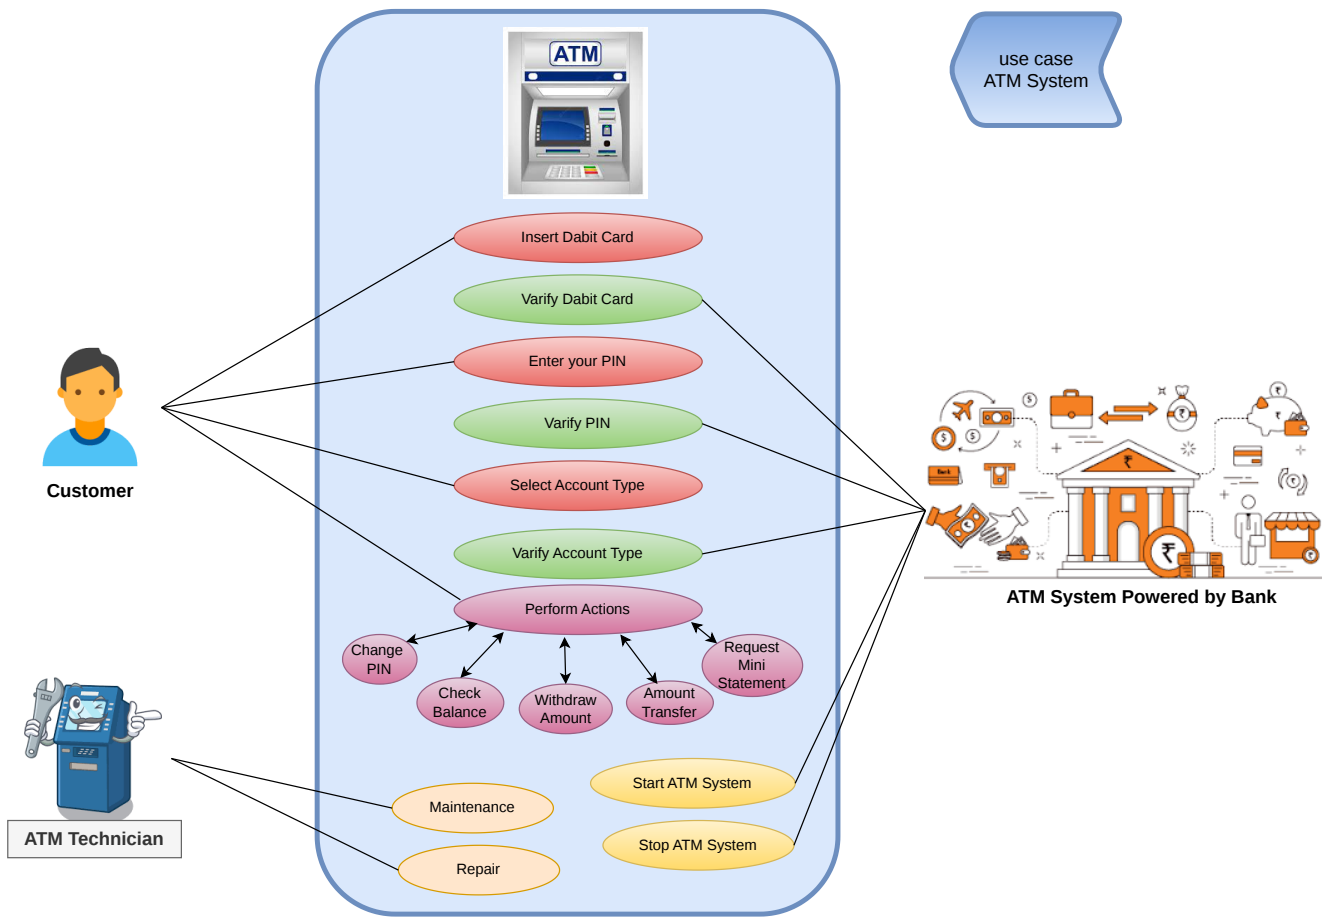 ATM
use case
ATM System
Insert Dabit Card
Varify Dabit Card
Enter your PIN
Varify PIN
Select Account Type
Varify Account Type
Perform Actions
Change
PIN
Check
Balance
Withdraw
Amount
Amount
Transfer
Request
Mini
Statement
Start ATM System
Stop ATM System
Maintenance
Repair
Customer
ATM Technician
Bank
ATM System Powered by Bank